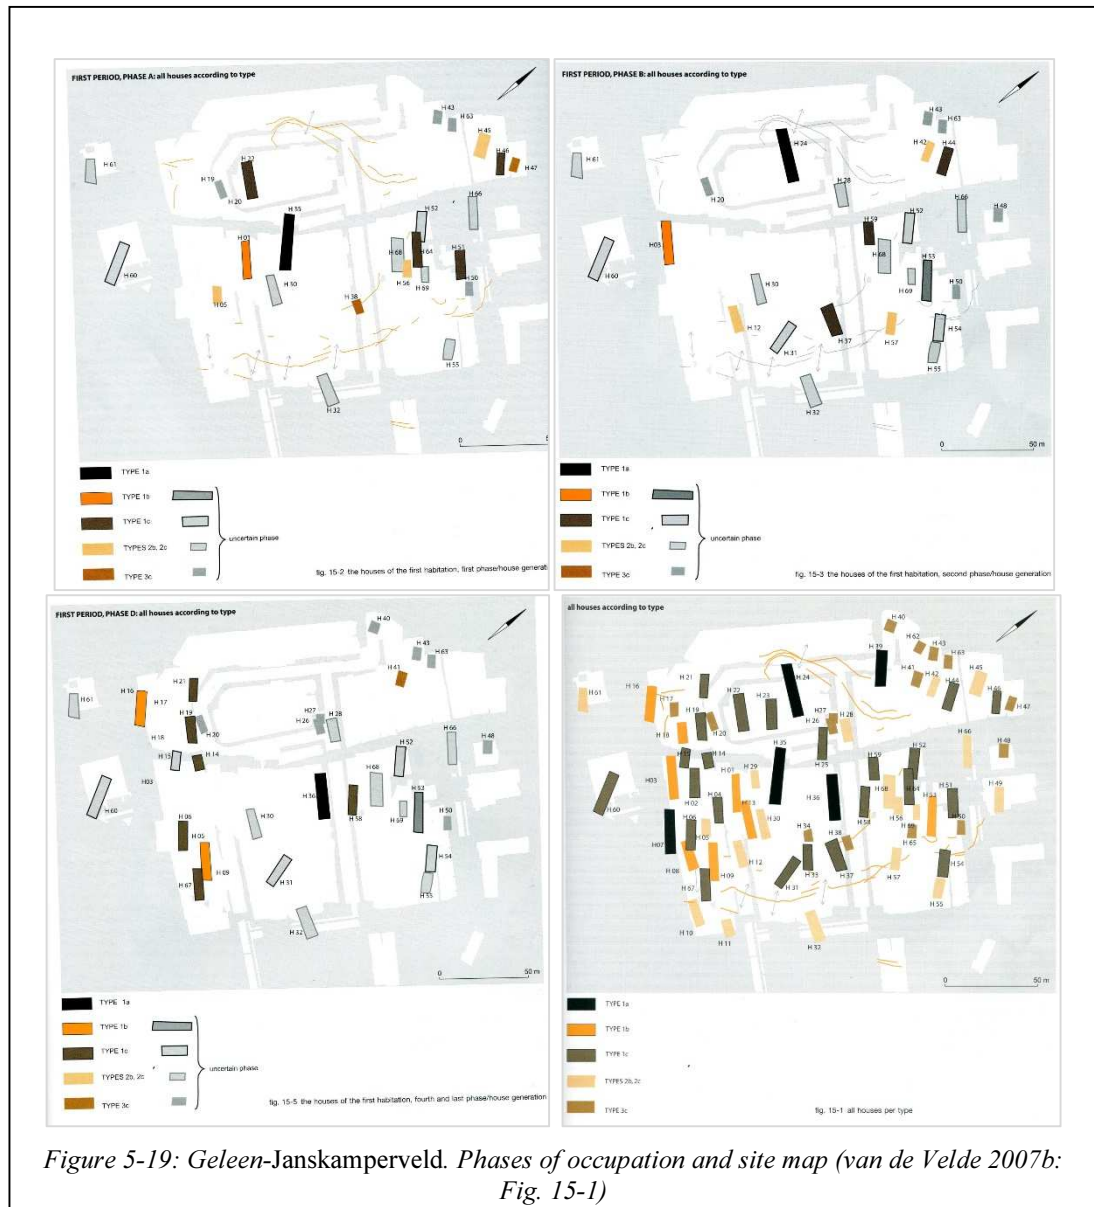 FIRST PERIOD, PHASE A: all houses according to type
H 43
H 63
H 45
H 46
H 47
H 61
H 22
H 19
H 20
H 66
H 35
H 52
H 01
H 60
H 68
H 64
H 51
H 56
H 69
H 50
H 05
H 30
H 38
H 55
H 32
0
TYPE 1a
TYPE 1b
TYPE 1c
TYPES 2b, 2c
TYPE 3c
uncertain phase
fig. 15-2 the houses of the first habitation, first phase/house generation
FIRST PERIOD, PHASE B: all houses according to type
H 43
H 63
H 42
H 44
H 24
H 61
H 28
H 20
H 66
H 48
H 59
H 52
H03
H 60
H 68
H 53
H 69
H 50
H 30
H 12
H 31
H 37
H 57
H 54
H 55
H 32
0 50 m
TYPE 1a
TYPE 1b
TYPE 1c
TYPES 2b, 2c
TYPE 3c
uncertain phase
fig. 15-3 the houses of the first habitation, second phase/house generation
FIRST PERIOD, PHASE D: all houses according to type
H 40
H 43
H 63
H 41
H 21
H 16
H 61
H 17
H 19
H 18
H 20
H27
H 26
H 28
H 66
H 48
H 15
H 14
H 52
H03
H 60
H 36
H 58
H 68
H 69
H 53
H 50
H 06
H 30
H 05
H 09
H 67
H 31
H 54
H 55
H 32
0 50 m
TYPE 1a
TYPE 1b
TYPE 1c
TYPES 2b, 2c
TYPE 3c
uncertain phase
fig. 15-5 the houses of the first habitation, fourth and last phase/house generation
all houses according to type
H 40
H 62
H 43
H 63
H 39
H 41
H 42
H 45
H 44
H 46
H 47
H 24
H 21
H 16
H 61
H 17
H 22
H 23
H 19
H 18
H 20
H27
H 26
H 28
H 25
H 66
H 48
H 14
H 35
H 59
H 52
H03
H 01
H 29
H 60
H 02
H 04
H 13
H 36
H 68
H 64
H 53
H 51
H 49
H 58
H 56
H 50
H 65
H 07
H 06
H 05
H 30
H 34
H 38
H 08
H 09
H 12
H 33
H 37
H 57
H 54
H 67
H 31
H 55
H 10
H 11
H 32
0 50 m
TYPE 1a
TYPE 1b
TYPE 1c
TYPES 2b, 2c
TYPE 3c
fig. 15-1 all houses per type
Figure 5-19: Geleen-Janskamperveld. Phases of occupation and site map (van de Velde 2007b:
Fig. 15-1)